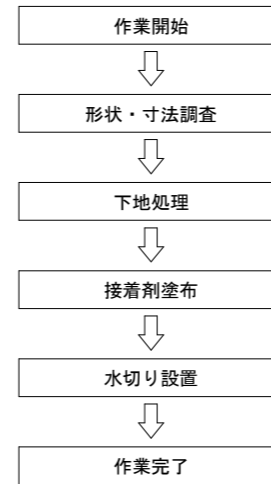 作業開始
形状・寸法調査
下地処理
接着剤塗布
水切り設置
作業完了